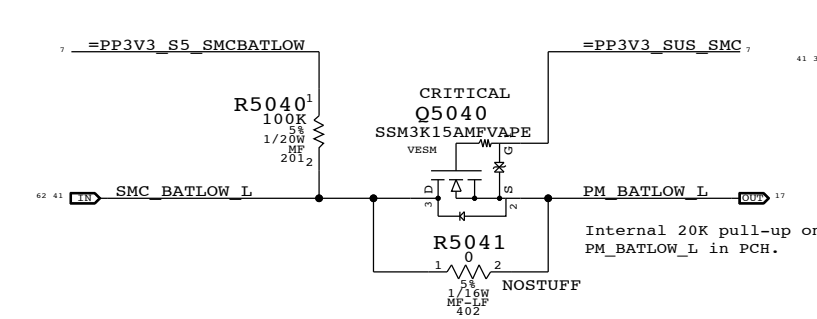 7 =PP3V3_S5_SMCBATLOW
=PP3V3_SUS_SMC 7
41 3
CRITICAL
R5040 1
Q5040
100K
SSM3K15AMFVAPE
5%
1/20W
MF
VESM
G 1
201 2
62 41 IN SMC_BATLOW_L
D 3
S 2
PM_BATLOW_L OUT 17
Internal 20K pull-up on
PM_BATLOW_L in PCH.
R5041
0
1 2
5%
NOSTUFF
1/16W
MF-LF
402